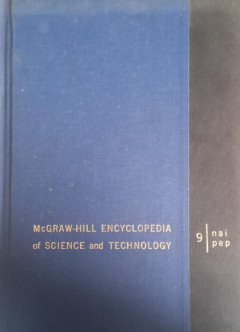 McGRAW-HILL ENCYCLOPEDIA
of SCIENCE and TECHNOLOGY
9 nai
pep